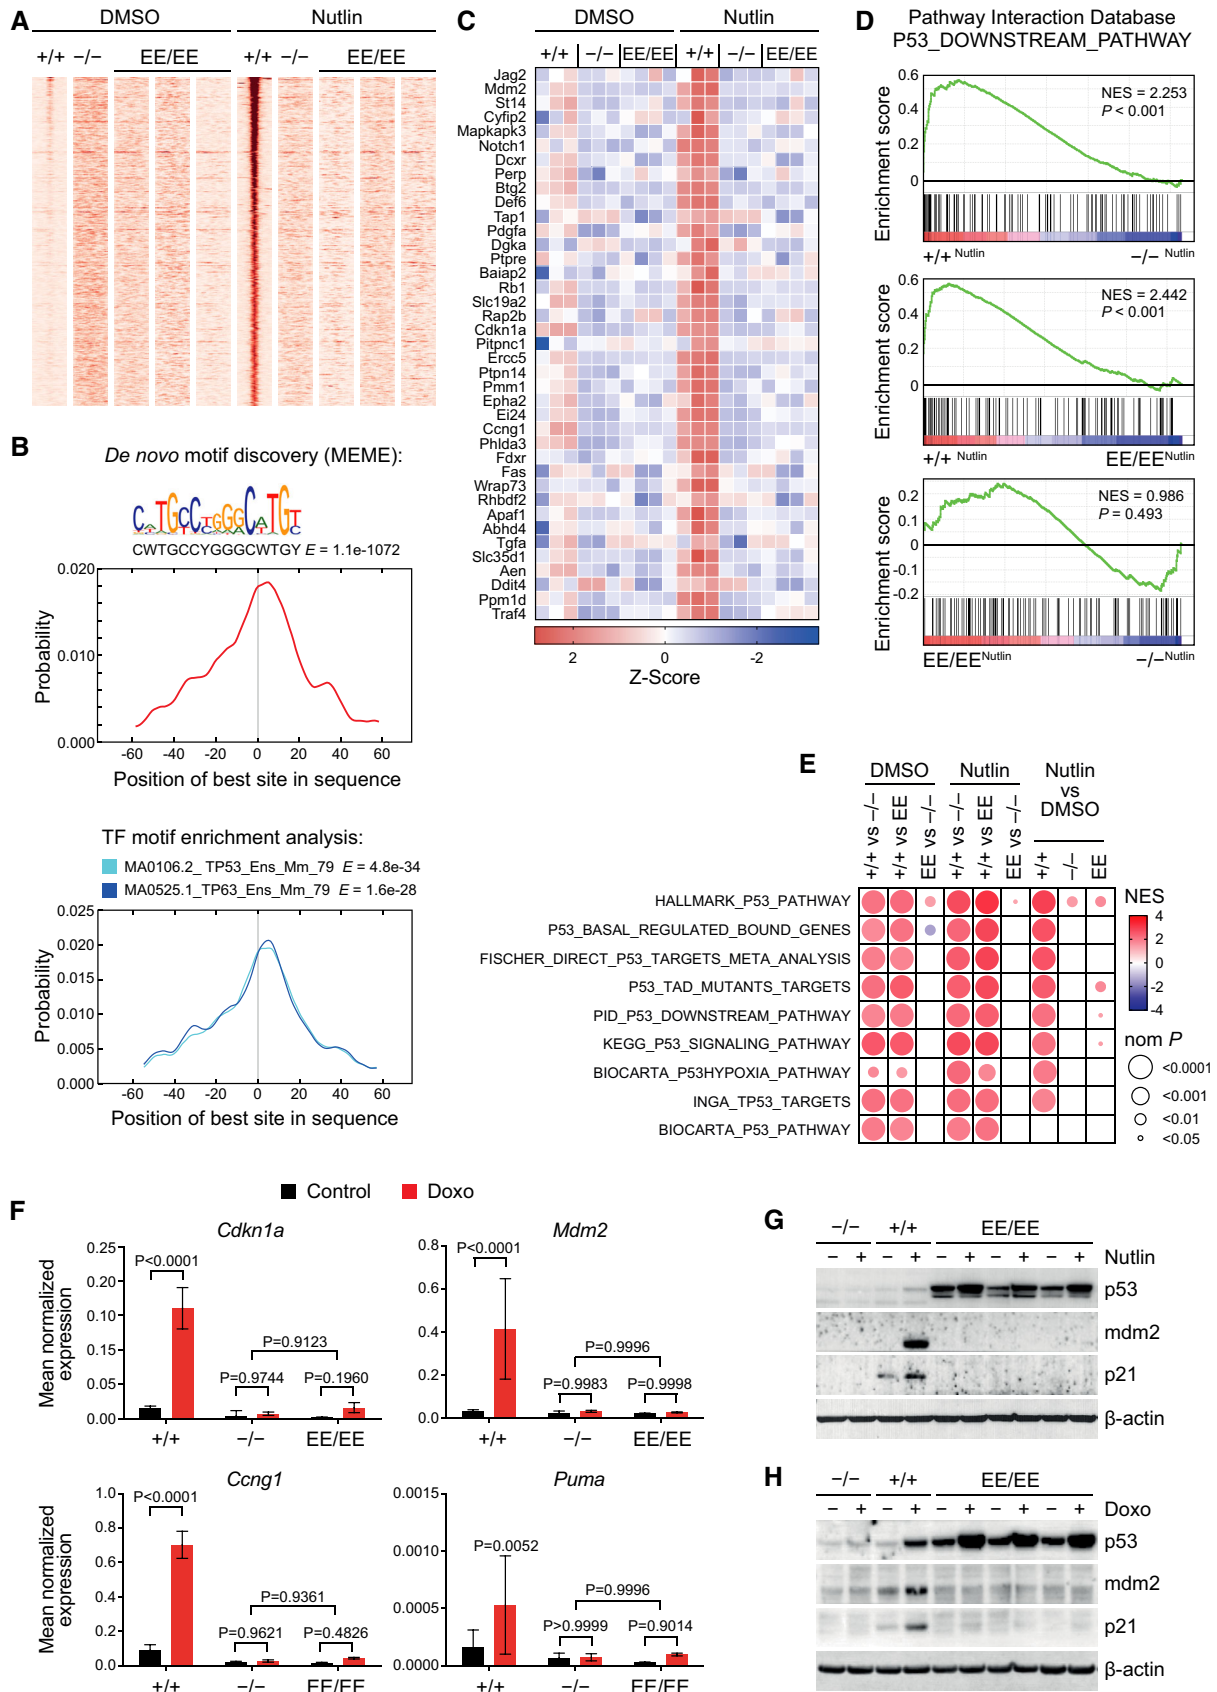 A
DMSO
Nutlin
+/+
−/−
EE/EE
+/+
−/−
EE/EE
B
De novo motif discovery (MEME):
CWTGCCYGGGCWTGY E = 1.1e-1072
0.020
0.010
0.000
Probability
-60 -40 -20 0 20 40 60
Position of best site in sequence
TF motif enrichment analysis:
MA0106.2_ TP53_Ens_Mm_79 E = 4.8e-34
MA0525.1_TP63_Ens_Mm_79 E = 1.6e-28
0.025
0.020
0.015
0.010
0.005
0.000
Probability
-60 -40 -20 0 20 40 60
Position of best site in sequence
C
DMSO
Nutlin
+/+ −/− EE/EE +/+ −/− EE/EE
Jag2
Mdm2
St14
Cyfip2
Mapkapk3
Notch1
Dcxr
Perp
Btg2
Def6
Tap1
Pdgfa
Dgka
Ptpre
Baiap2
Rb1
Slc19a2
Rap2b
Cdkn1a
Pitpnc1
Ercc5
Ptpn14
Pmm1
Epha2
Ei24
Ccng1
Phlda3
Fdxr
Fas
Wrap73
Rhbdf2
Apaf1
Abhd4
Tgfa
Slc35d1
Aen
Ddit4
Ppm1d
Traf4
2 0 -2
Z-Score
D
Pathway Interaction Database
P53_DOWNSTREAM_PATHWAY
Enrichment score
0.6
0.4
0.2
0
NES = 2.253
P < 0.001
+/+ Nutlin
−/− Nutlin
Enrichment score
0.6
0.4
0.2
0
NES = 2.442
P < 0.001
+/+ Nutlin
EE/EE Nutlin
Enrichment score
0.2
0.1
0
-0.1
-0.2
NES = 0.986
P = 0.493
EE/EE Nutlin
−/− Nutlin
E
DMSO
Nutlin
Nutlin
vs
DMSO
+/+ vs −/−
+/+ vs EE
EE vs −/−
+/+ vs −/−
+/+ vs EE
EE vs −/−
+/+
−/−
EE
HALLMARK_P53_PATHWAY
P53_BASAL_REGULATED_BOUND_GENES
FISCHER_DIRECT_P53_TARGETS_META_ANALYSIS
P53_TAD_MUTANTS_TARGETS
PID_P53_DOWNSTREAM_PATHWAY
KEGG_P53_SIGNALING_PATHWAY
BIOCARTA_P53HYPOXIA_PATHWAY
INGA_TP53_TARGETS
BIOCARTA_P53_PATHWAY
NES
4
2
0
-2
-4
nom P
<0.0001
<0.001
<0.01
<0.05
F
Control
Doxo
Cdkn1a
Mean normalized
expression
0.25
0.20
0.10
0.15
0.05
0.00
P<0.0001
P=0.9123
P=0.9744
P=0.1960
+/+
−/−
EE/EE
Mdm2
0.8
0.6
0.4
0.2
0.0
P<0.0001
P=0.9996
P=0.9983
P=0.9998
+/+
−/−
EE/EE
Ccng1
Mean normalized
expression
1.0
0.8
0.6
0.4
0.2
0.0
P<0.0001
P=0.9361
P=0.9621
P=0.4826
+/+
−/−
EE/EE
Puma
0.0015
0.0010
0.0005
0.0000
P=0.0052
P=0.9996
P>0.9999
P=0.9014
+/+
−/−
EE/EE
G
−/−
+/+
EE/EE
− + − + − + − + − + Nutlin
p53
mdm2
p21
β-actin
H
−/−
+/+
EE/EE
− + − + − + − + − + Doxo
p53
mdm2
p21
β-actin